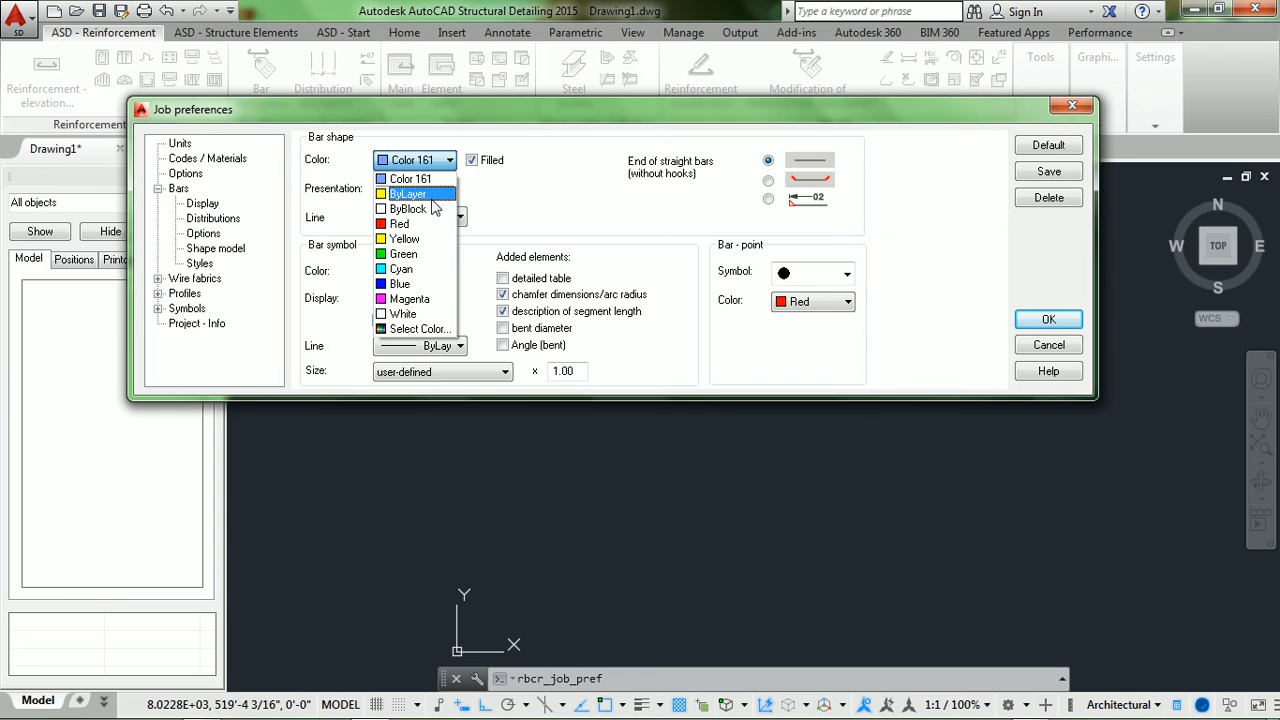 Autodesk AutoCAD Structural Detailing 2015 Drawing1.dwg
Type a keyword or phrase
Sign In
SD
ASD - Reinforcement
ASD - Structure Elements
ASD - Start
Home
Insert
Annotate
Parametric
View
Manage
Output
Add-ins
Autodesk 360
BIM 360
Featured Apps
Performance
Reinforcement -
elevation...
Bar
Distribution
Main
Element
Steel
Reinforcement
Modification of
Tools
Graphi...
Settings
Reinforcement
Job preferences
Drawing1*
All objects
Show
Hide
Model
Positions
Units
Codes / Materials
Options
Bars
Display
Distributions
Options
Shape model
Styles
Wire fabrics
Profiles
Symbols
Project - Info
Bar shape
Color:
Color 161
Filled
Presentation:
Line
Color 161
ByLayer
ByBlock
Red
Yellow
Green
Cyan
Blue
Magenta
White
Select Color...
End of straight bars
(without hooks)
02
Bar symbol
Color:
Display:
Line
ByLay
Size:
user-defined
x
1.00
Added elements:
detailed table
chamfer dimensions/arc radius
description of segment length
bent diameter
Angle (bent)
Bar - point
Symbol:
Color:
Red
Default
Save
Delete
OK
Cancel
Help
N
W
TOP
E
S
WCS
Y
X
rbcr_job_pref
Model
8.0228E+03, 519'-4 3/16", 0'-0"
MODEL
1:1 / 100%
Architectural